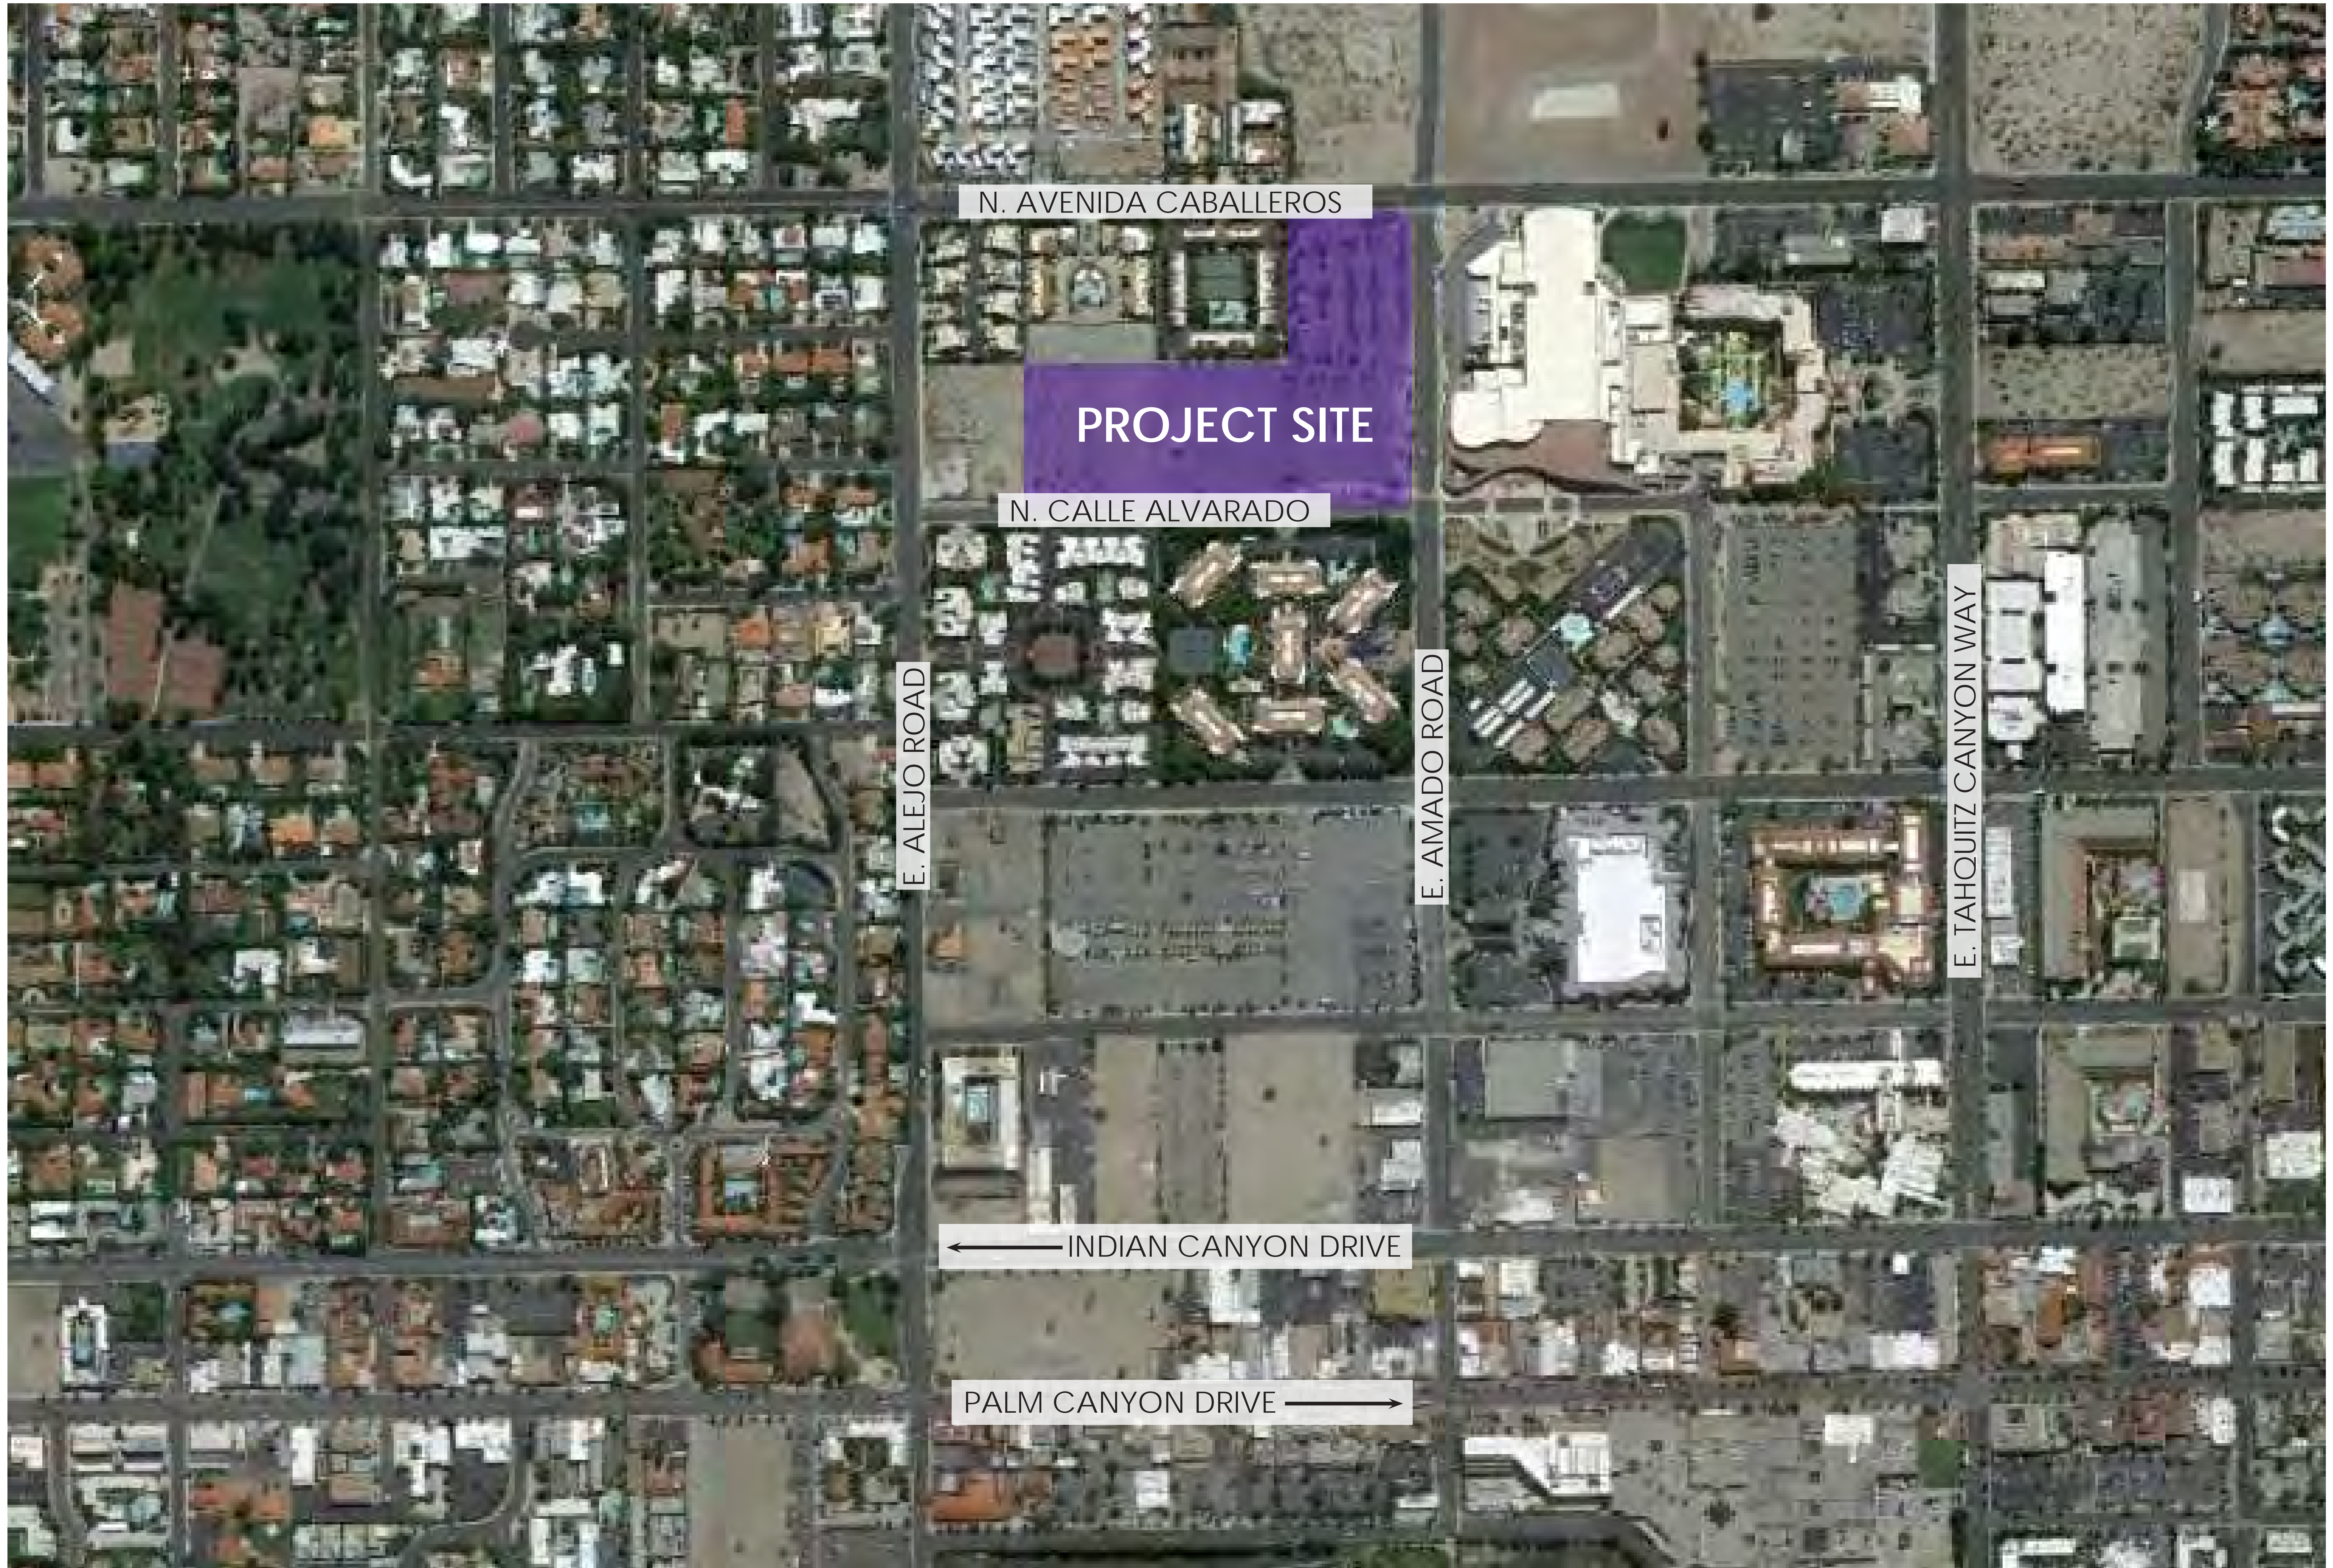 N. AVENIDA CABALLEROS
PROJECT SITE
N. CALLE ALVARADO
E. ALEJO ROAD
E. AMADO ROAD
E. TAHQUITZ CANYON WAY
INDIAN CANYON DRIVE
PALM CANYON DRIVE